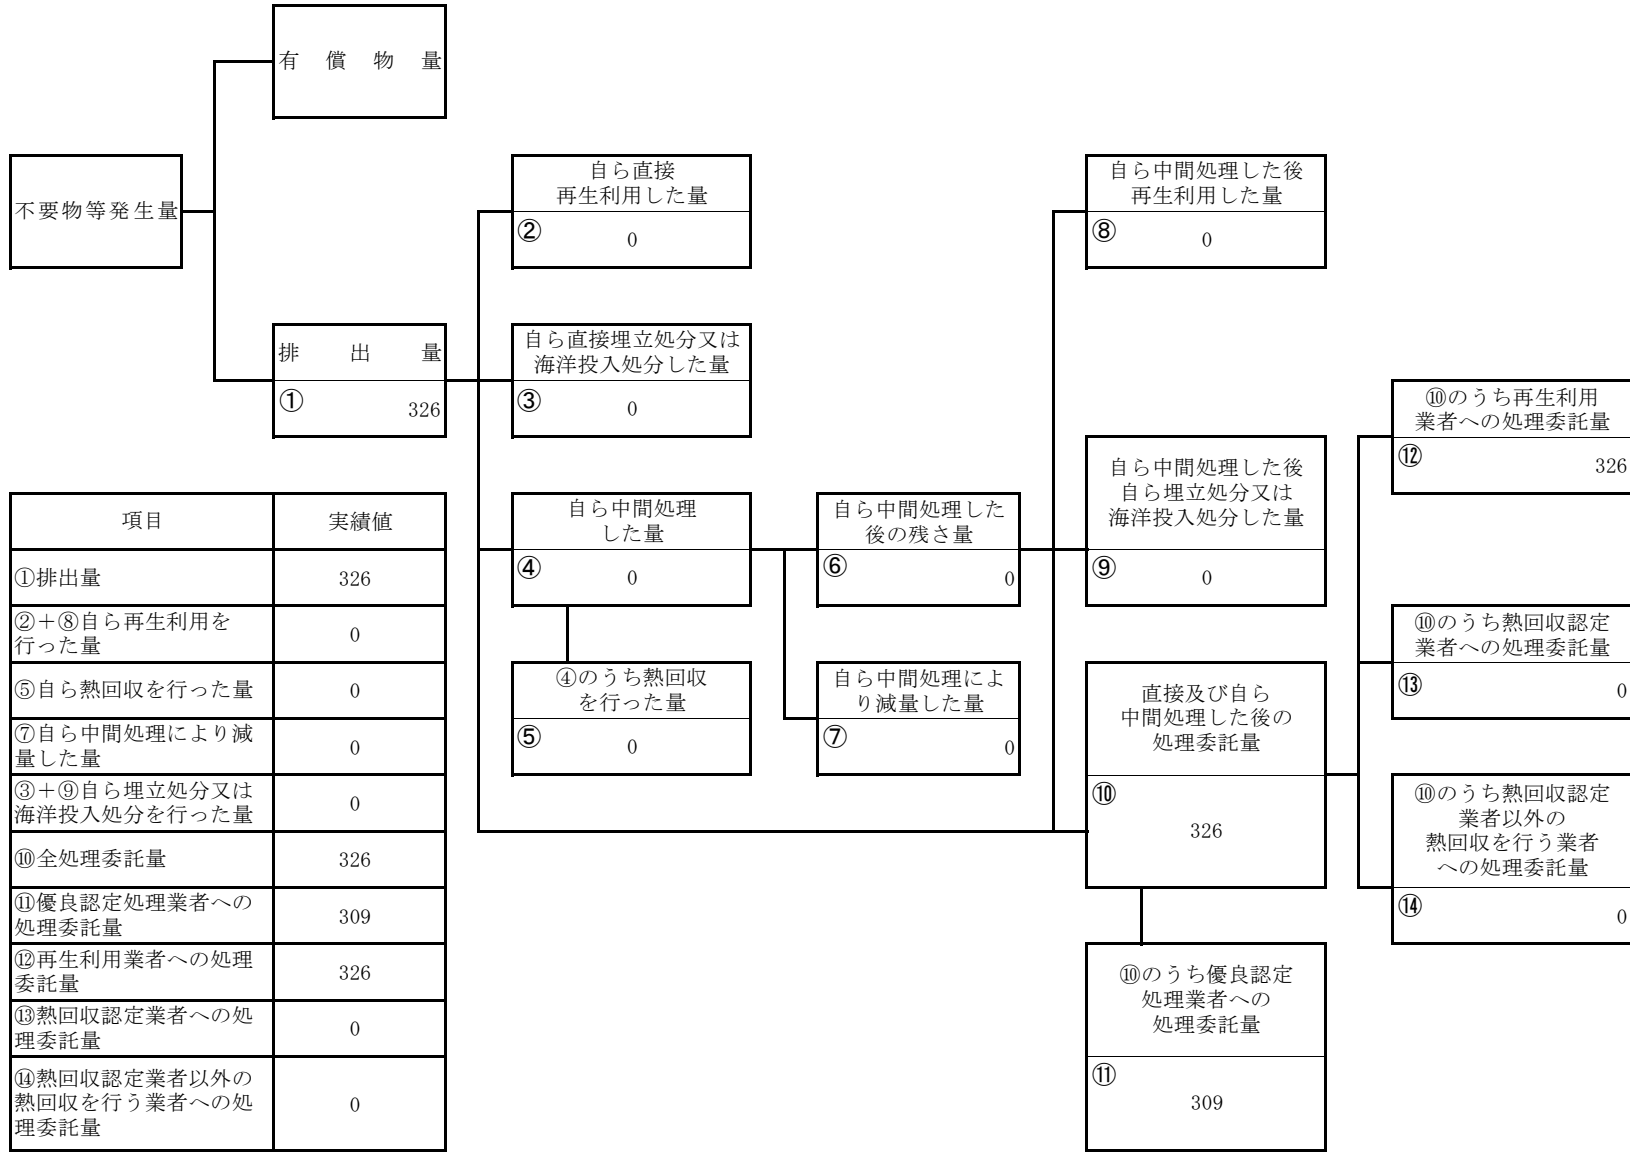 有償物量
不要物等発生量
排出量
①
326
自ら直接
再生利用した量
②
0
自ら直接埋立処分又は
海洋投入処分した量
③
0
自ら中間処理
した量
④
0
④のうち熱回収
を行った量
⑤
0
自ら中間処理した
後の残さ量
⑥
0
自ら中間処理によ
り減量した量
⑦
0
自ら中間処理した後
再生利用した量
⑧
0
自ら中間処理した後
自ら埋立処分又は
海洋投入処分した量
⑨
0
直接及び自ら
中間処理した後の
処理委託量
⑩
326
⑩のうち優良認定
処理業者への
処理委託量
⑪
309
⑩のうち再生利用
業者への処理委託量
⑫
326
⑩のうち熱回収認定
業者への処理委託量
⑬
0
⑩のうち熱回収認定
業者以外の
熱回収を行う業者
への処理委託量
⑭
0
項目 実績値
①排出量 326
②＋⑧自ら再生利用を
行った量
0
⑤自ら熱回収を行った量 0
⑦自ら中間処理により減
量した量
0
③＋⑨自ら埋立処分又は
海洋投入処分を行った量
0
⑩全処理委託量 326
⑪優良認定処理業者への
処理委託量
309
⑫再生利用業者への処理
委託量
326
⑬熱回収認定業者への処
理委託量
0
⑭熱回収認定業者以外の
熱回収を行う業者への処
理委託量
0